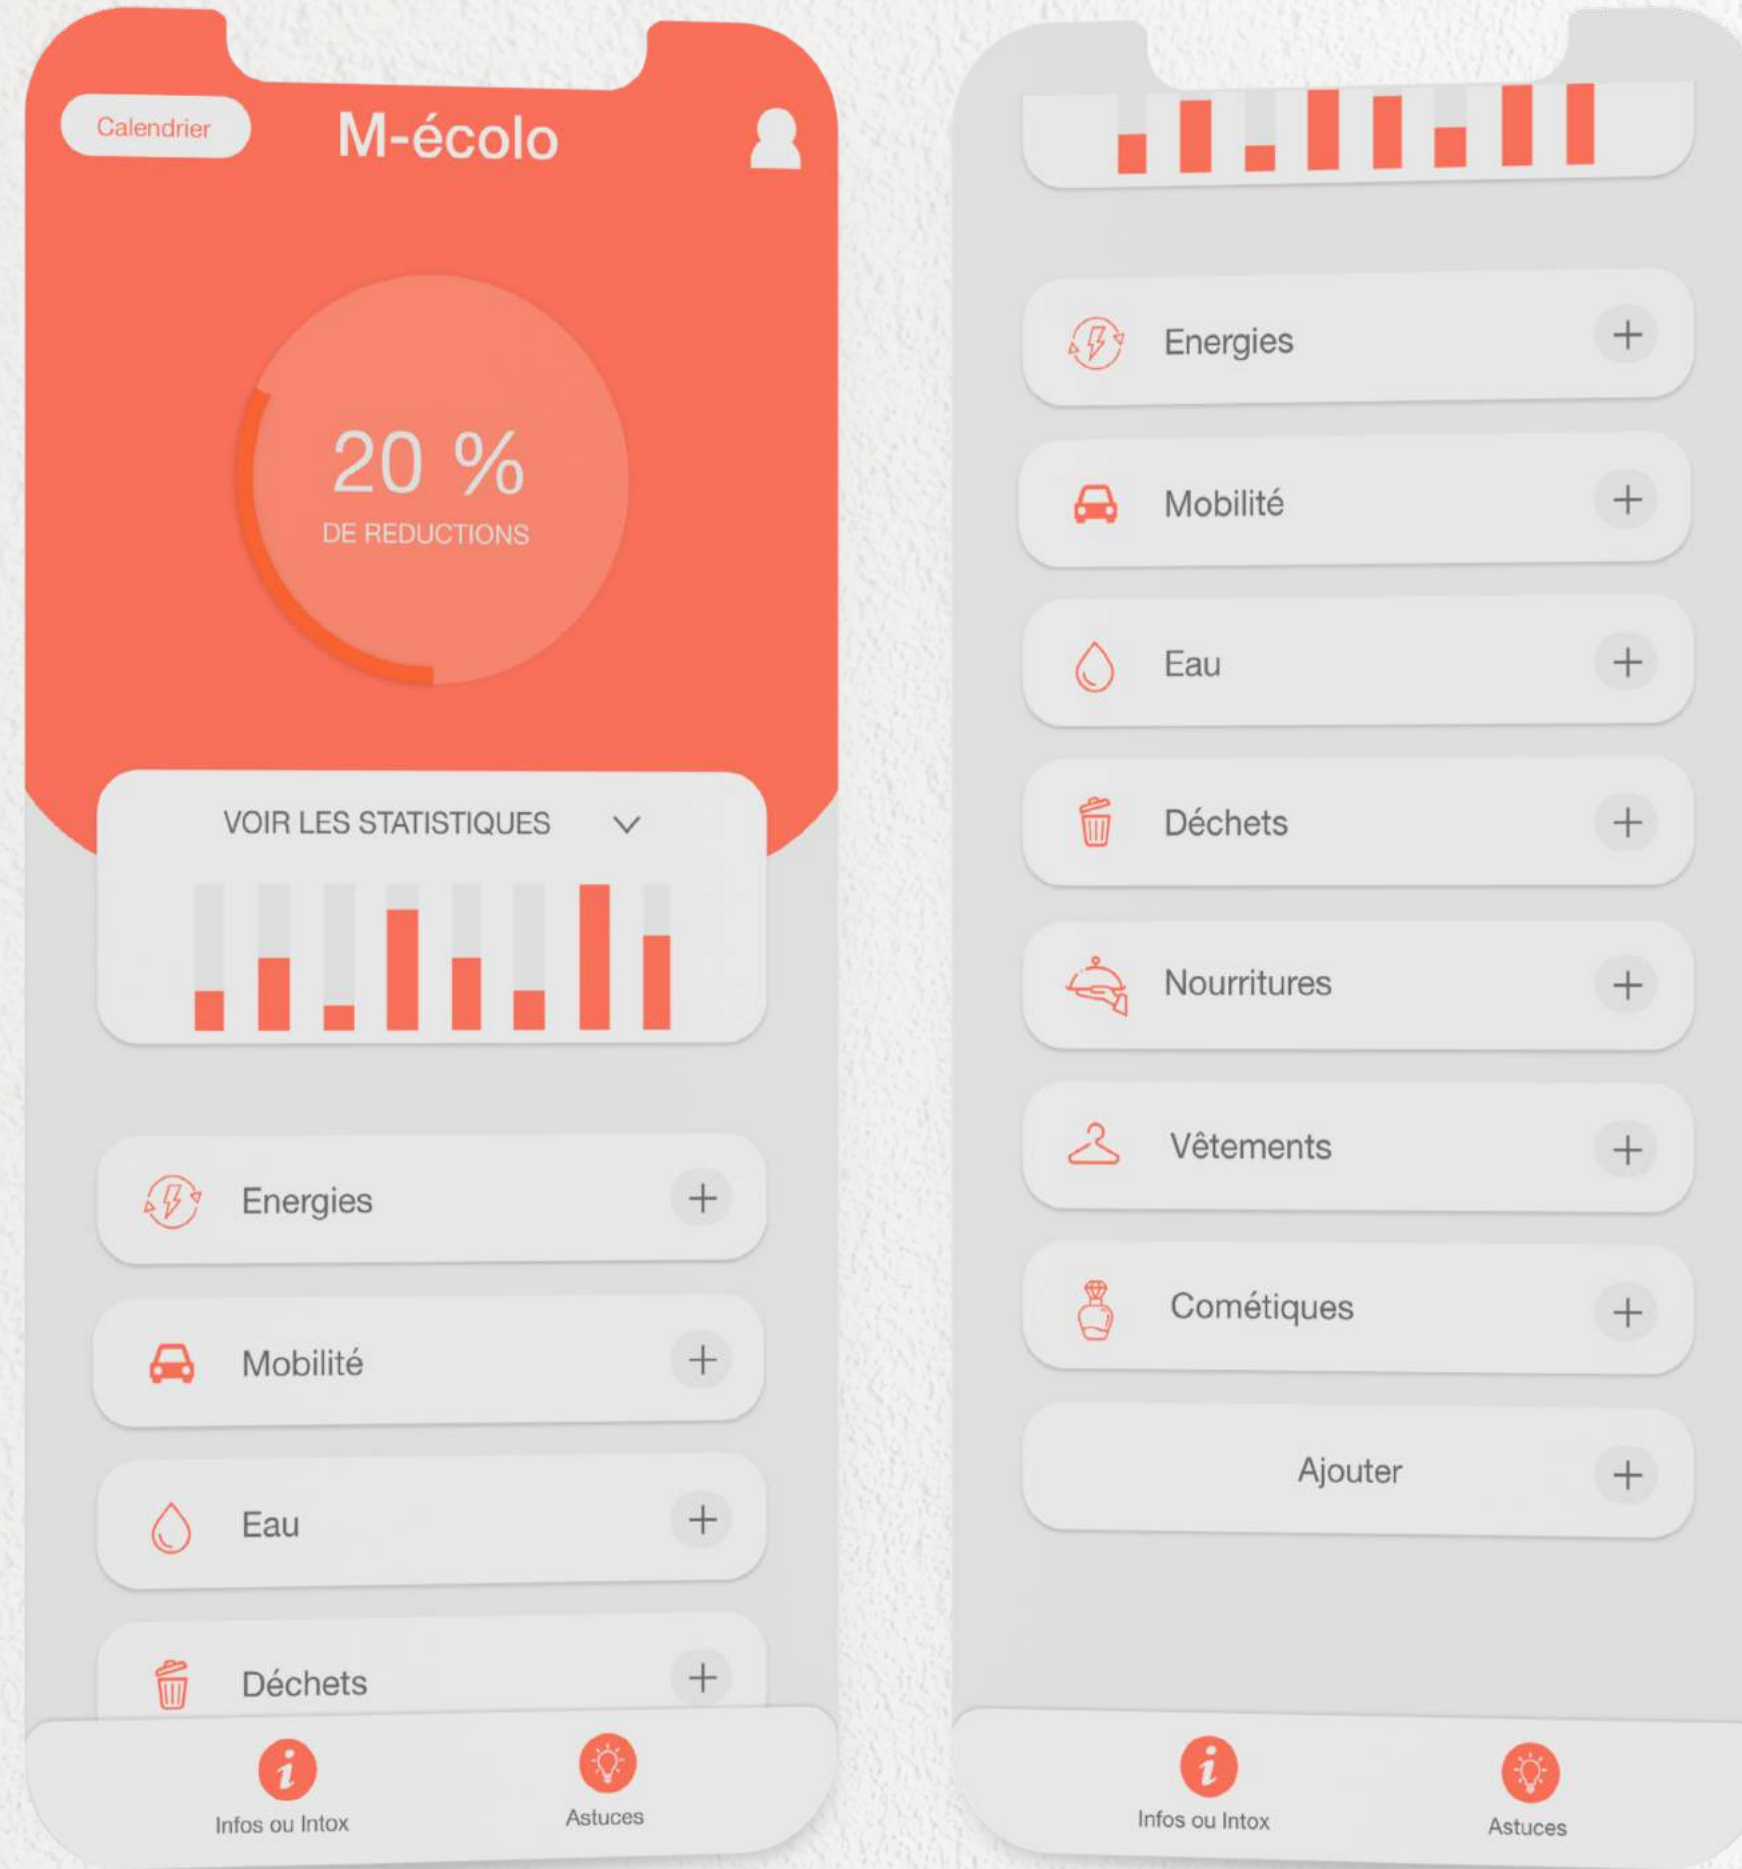 Calendrier
M-écolo
20 %
DE REDUCTIONS
VOIR LES STATISTIQUES
Energies
Mobilité
Eau
Déchets
Infos ou Intox
Astuces
Energies
Mobilité
Eau
Déchets
Nourritures
Vêtements
Cométiques
Ajouter
Infos ou Intox
Astuces